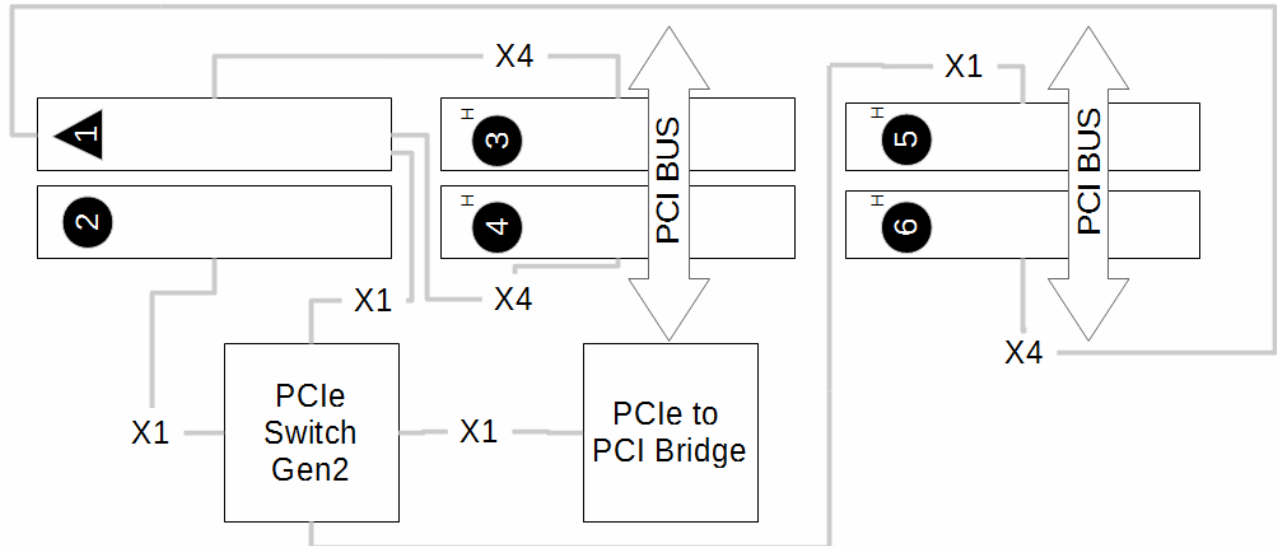 X4
X1
1
H
3
PCI BUS
H
5
PCI BUS
2
H
4
H
6
X1
X4
X4
PCIe
Switch
Gen2
PCIe to
PCI Bridge
X1
X1